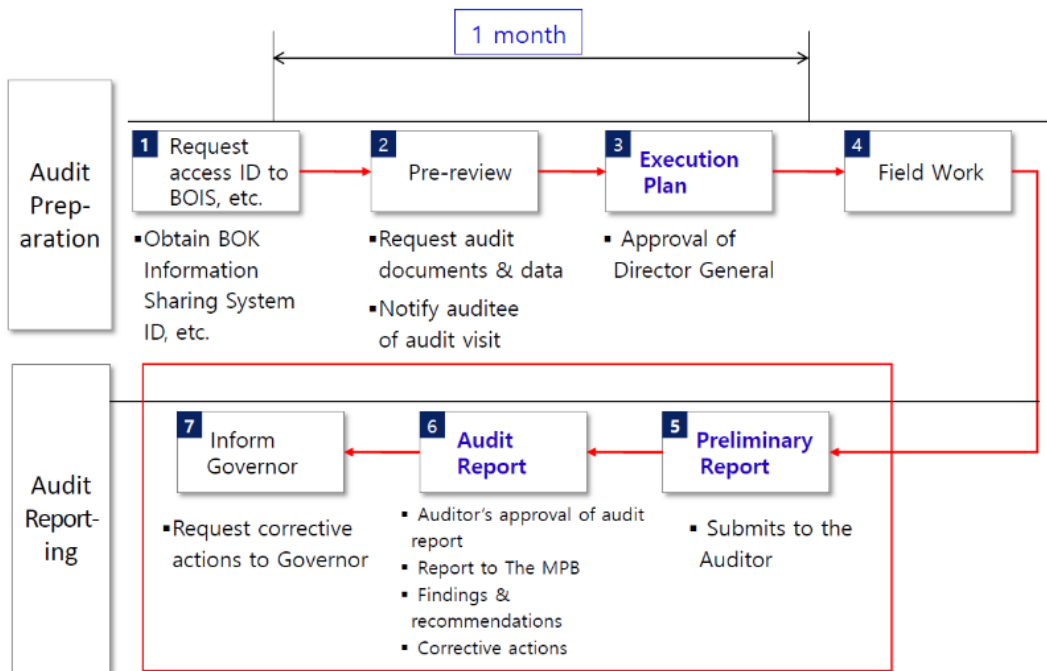 1 month
Audit
Prep-
aration
1
Request
access ID to
BOIS, etc.
2
Pre-review
3
Execution
Plan
4
Field Work
▪Obtain BOK
Information
Sharing System
ID, etc.
▪Request audit
documents & data
▪Notify auditee
of audit visit
▪ Approval of
Director General
Audit
Report-
ing
7
Inform
Governor
6
Audit
Report
5
Preliminary
Report
▪Request corrective
actions to Governor
▪ Auditor's approval of audit
report
▪ Report to The MPB
▪ Findings &
recommendations
▪ Corrective actions
▪ Submits to the
Auditor